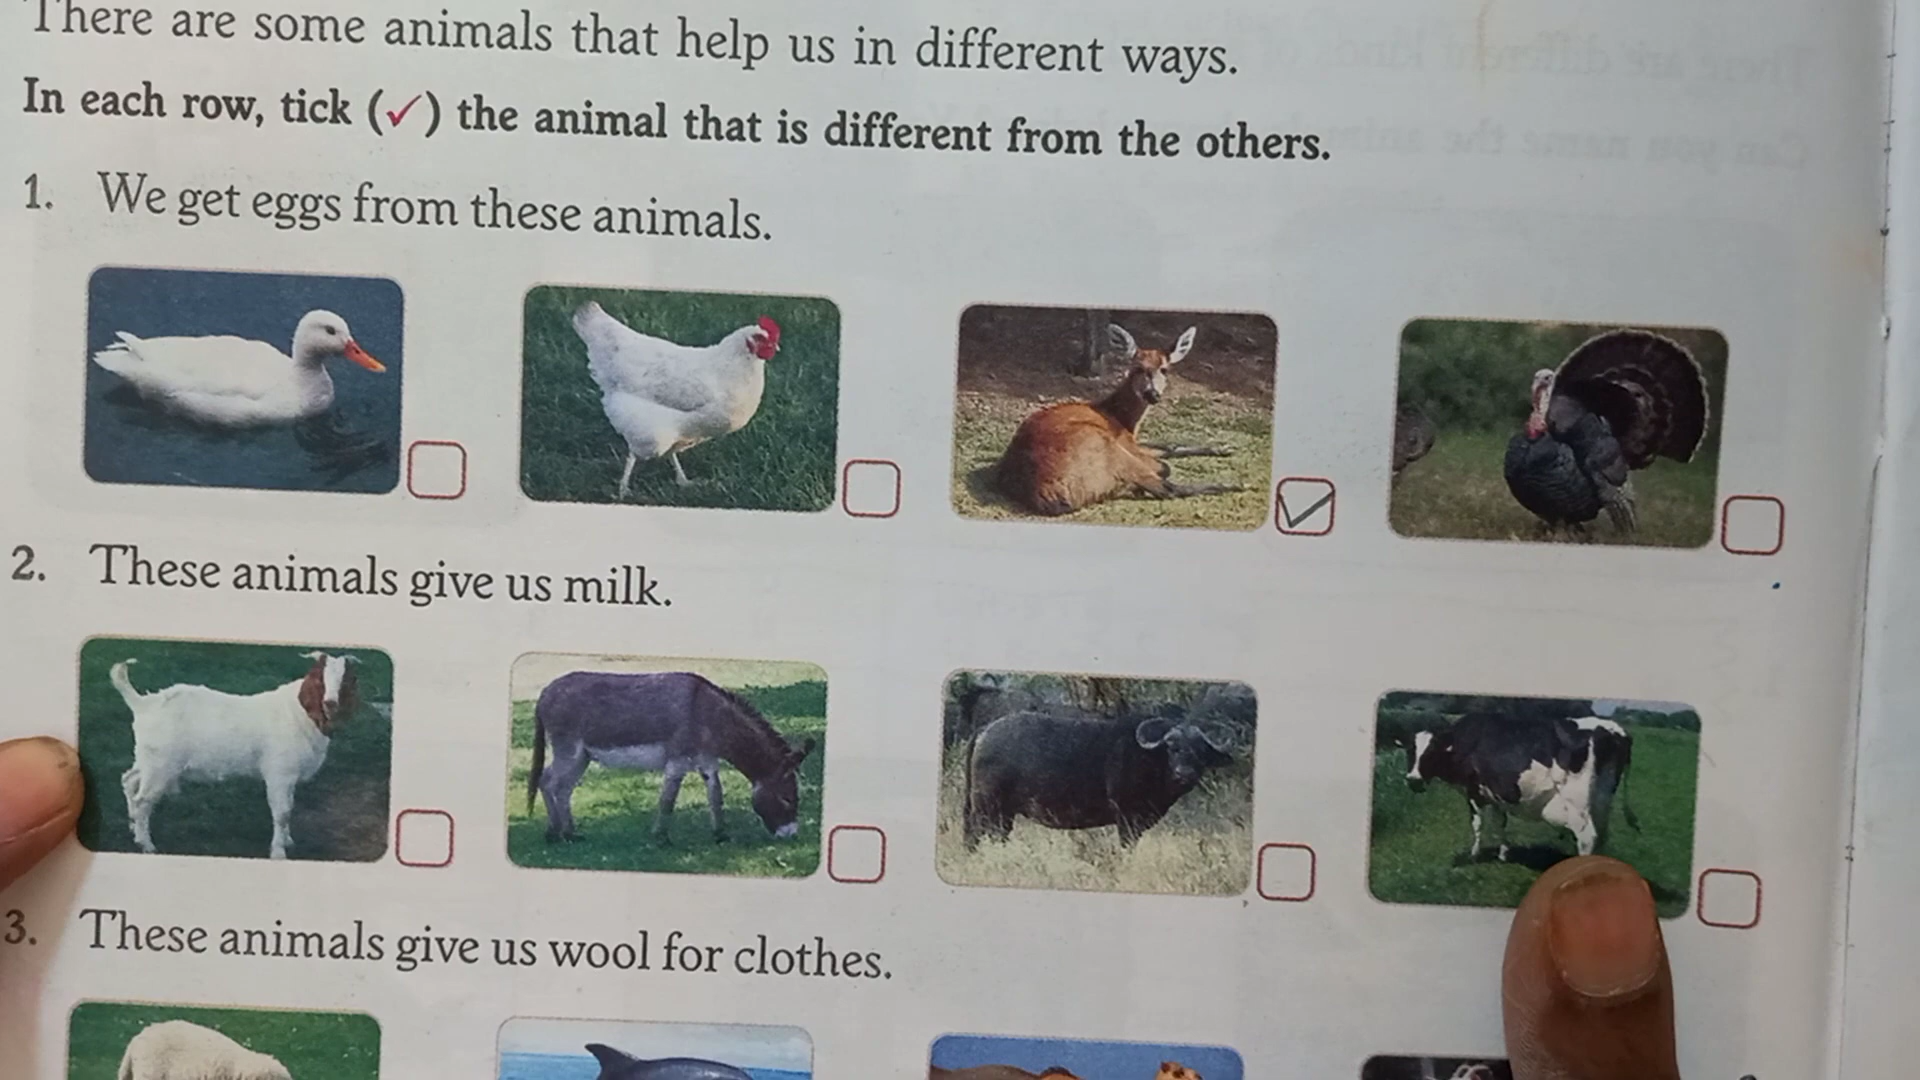 There are some animals that help us in different ways.
In each row, tick (✓) the animal that is different from the others.
1. We get eggs from these animals.
2. These animals give us milk.
3. These animals give us wool for clothes.